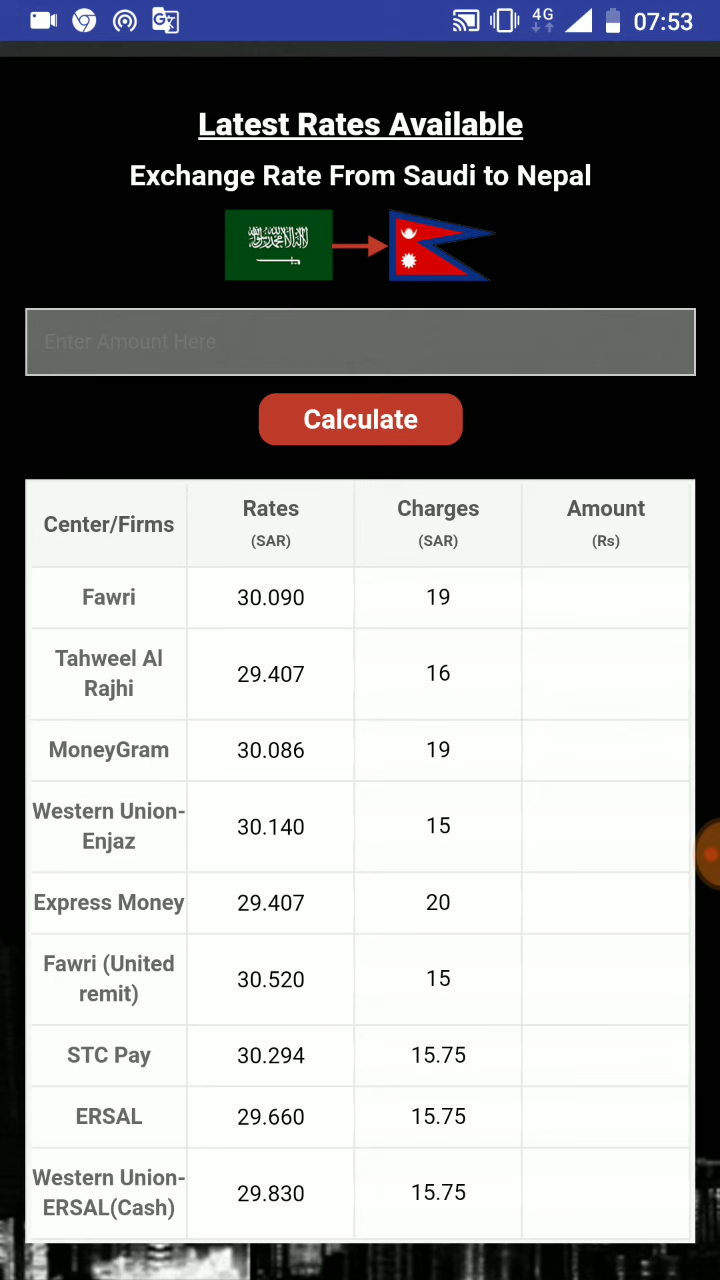 4G
07:53
Latest Rates Available
Exchange Rate From Saudi to Nepal
Enter Amount Here
Calculate
Center/Firms
Rates
(SAR)
Charges
(SAR)
Amount
(Rs)
Fawri
30.090
19
Tahweel Al
Rajhi
29.407
16
MoneyGram
30.086
19
Western Union-
Enjaz
30.140
15
Express Money
29.407
20
Fawri (United
remit)
30.520
15
STC Pay
30.294
15.75
ERSAL
29.660
15.75
Western Union-
ERSAL(Cash)
29.830
15.75